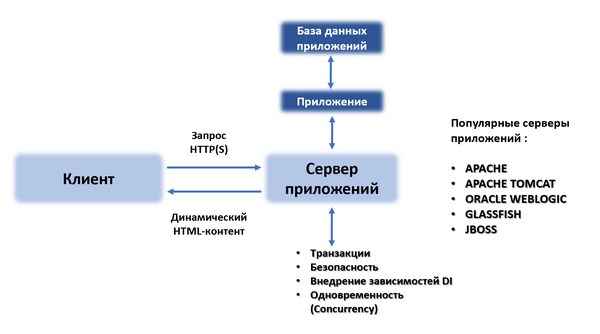 База данных
приложений
Приложение
Запрос
HTTP(S)
Клиент
Сервер
приложений
Динамический
HTML-контент
• Транзакции
• Безопасность
• Внедрение зависимостей DI
• Одновременность
(Concurrency)
Популярные серверы
приложений :
• APACHE
• APACHE TOMCAT
• ORACLE WEBLOGIC
• GLASSFISH
• JBOSS